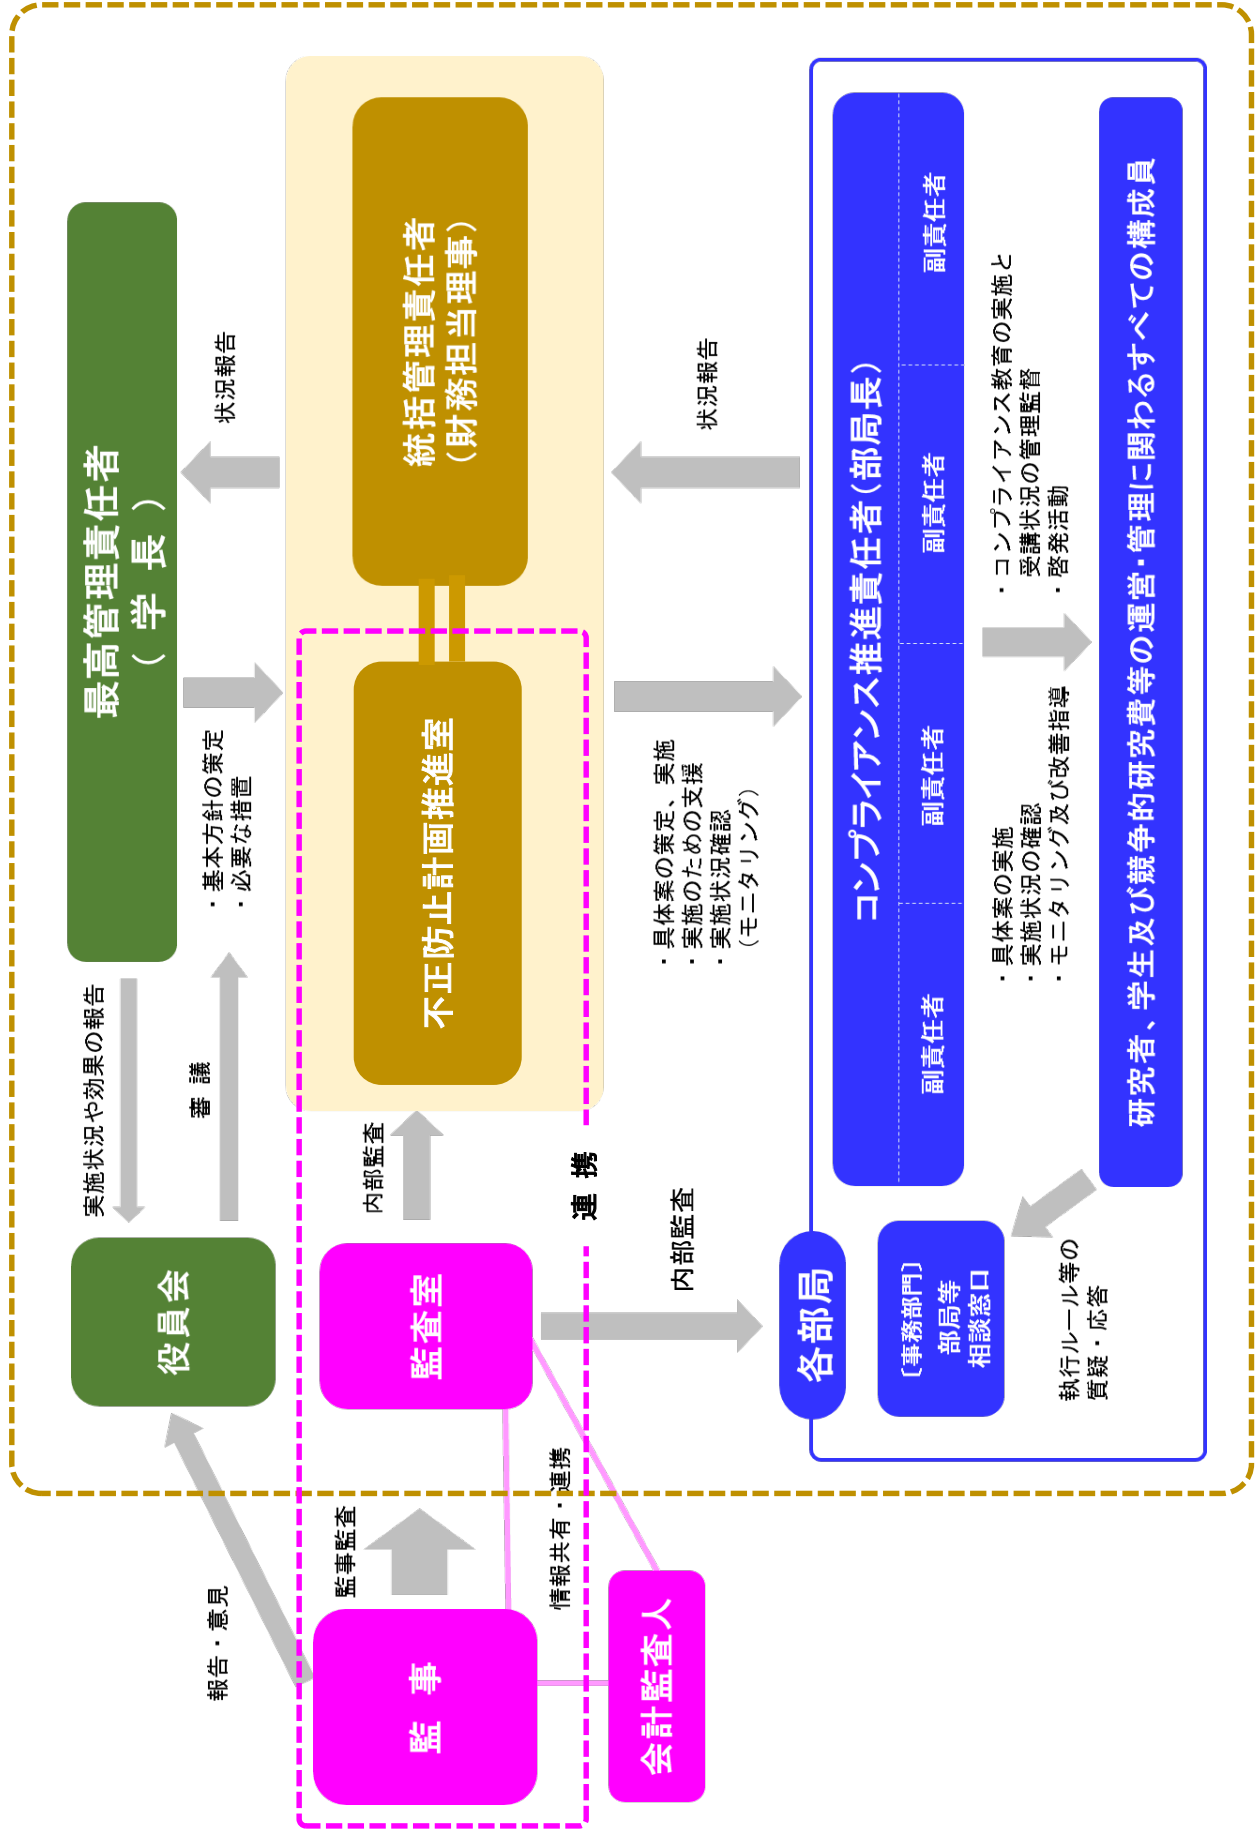 最高管理責任者
（ 学 長 ）
実施状況や効果の報告
審 議
役員会
・基本方針の策定
・必要な措置
状況報告
報告・意見
監 事
監事監査
監査室
内部監査
不正防止計画推進室
統括管理責任者
（財務担当理事）
連 携
情報共有・連携
会計監査人
内部監査
・具体案の策定、実施
・実施のための支援
・実施状況確認
（モニタリング）
状況報告
各部局
コンプライアンス推進責任者（部局長）
副責任者
副責任者
副責任者
副責任者
［事務部門］
部局等
相談窓口
・具体案の実施
・実施状況の確認
・モニタリング及び改善指導
・コンプライアンス教育の実施と
受講状況の管理監督
・啓発活動
執行ルール等の
質疑・応答
研究者、学生及び競争的研究費等の運営・管理に関わるすべての構成員